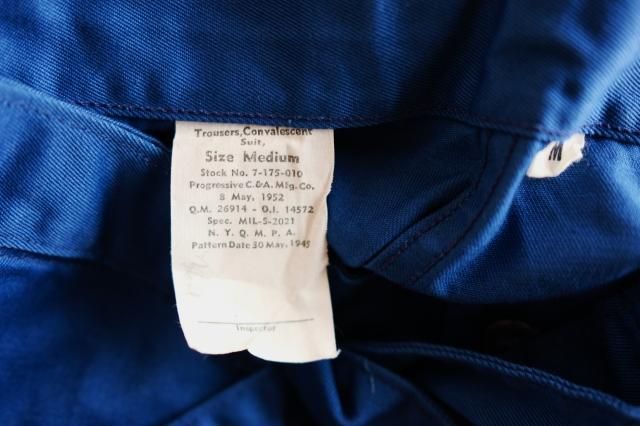 Trousers, Convalescent
Suit,
Size Medium
Stock No. 7-175-010
Progressive C.&A. Mfg. Co.
8 May, 1952
Q.M. 26914 - O.I. 14572
Spec. MIL-S-2021
N. Y. Q. M. P. A.
Pattern Date 30 May. 1945
Inspector
M